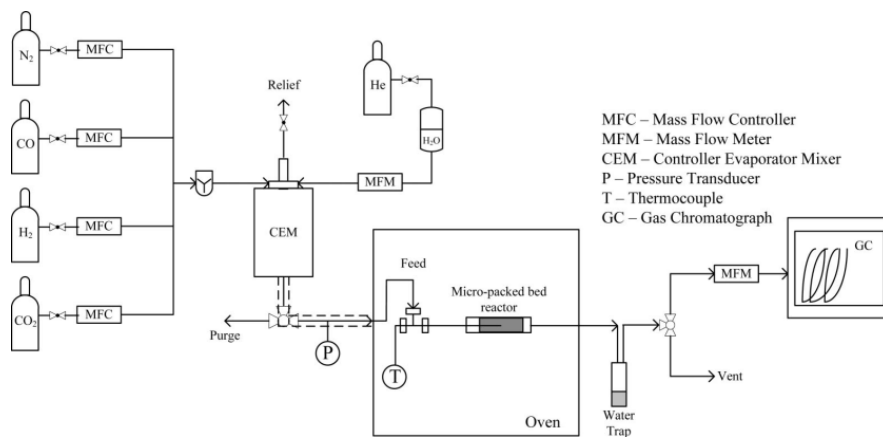 N2
MFC
CO
MFC
H2
MFC
CO2
MFC
Relief
He
H2O
MFM
CEM
Purge
P
Feed
T
Micro-packed bed
reactor
Oven
Water
Trap
MFM
GC
Vent
MFC – Mass Flow Controller
MFM – Mass Flow Meter
CEM – Controller Evaporator Mixer
P – Pressure Transducer
T – Thermocouple
GC – Gas Chromatograph